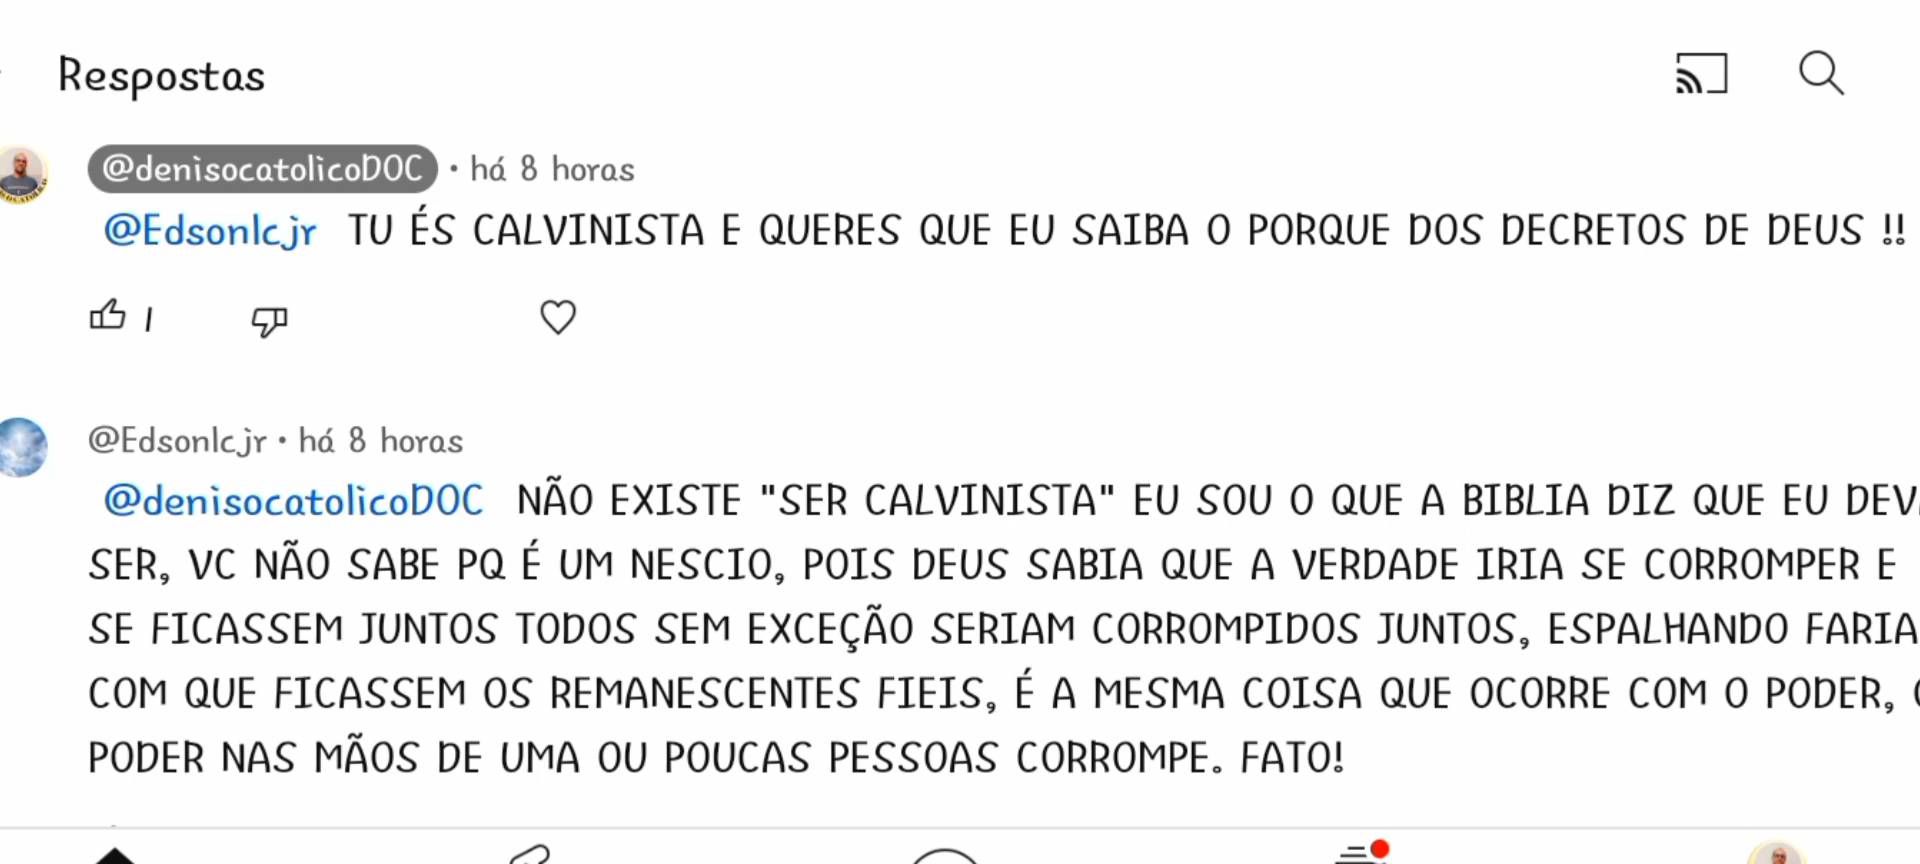 Respostas
@denisocatolicoDOC • há 8 horas
@Edsonlcjr TU ÉS CALVINISTA E QUERES QUE EU SAIBA O PORQUE DOS DECRETOS DE DEUS !!
1
@Edsonlcjr • há 8 horas
@denisocatolicoDOC NÃO EXISTE "SER CALVINISTA" EU SOU O QUE A BIBLIA DIZ QUE EU
SER, VC NÃO SABE PQ É UM NESCIO, POIS DEUS SABIA QUE A VERDADE IRIA SE CORROMPER E
SE FICASSEM JUNTOS TODOS SEM EXCEÇÃO SERIAM CORROMPIDOS JUNTOS, ESPALHANDO FARIA
COM QUE FICASSEM OS REMANESCENTES FIEIS, É A MESMA COISA QUE OCORRE COM O PODER,
PODER NAS MÃOS DE UMA OU POUCAS PESSOAS CORROMPE. FATO!